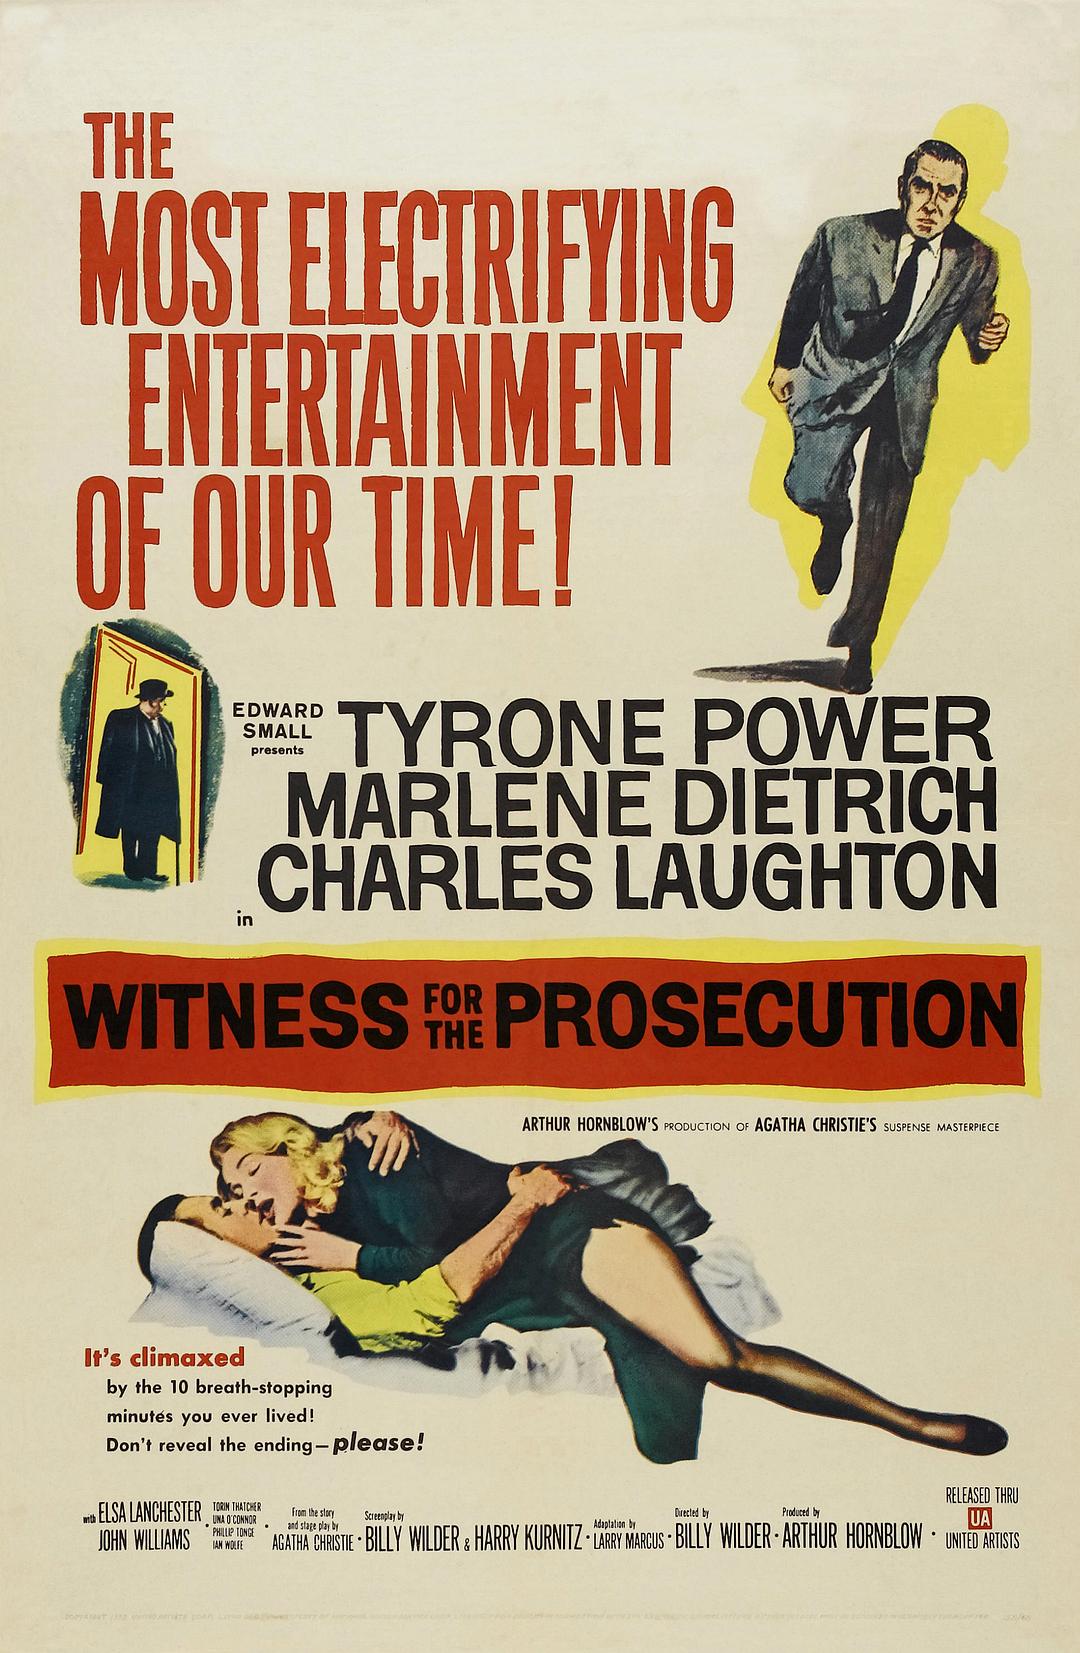 THE
MOST ELECTRIFYING
ENTERTAINMENT
OF OUR TIME!
EDWARD
SMALL
presents
TYRONE POWER
MARLENE DIETRICH
CHARLES LAUGHTON
in
WITNESS FOR THE PROSECUTION
ARTHUR HORNBLOW'S PRODUCTION OF AGATHA CHRISTIE'S SUSPENSE MASTERPIECE
It's climaxed
by the 10 breath-stopping
minutes you ever lived!
Don't reveal the ending—please!
with ELSA LANCHESTER
JOHN WILLIAMS
TORIN THATCHER
UNA O'CONNOR
PHILLIP TONGE
IAN WOLFE
From the story
and stage play by
AGATHA CHRISTIE
Screenplay by
BILLY WILDER & HARRY KURNITZ
Adaptation by
LARRY MARCUS
Directed by
BILLY WILDER
Produced by
ARTHUR HORNBLOW
RELEASED THRU
UA
UNITED ARTISTS